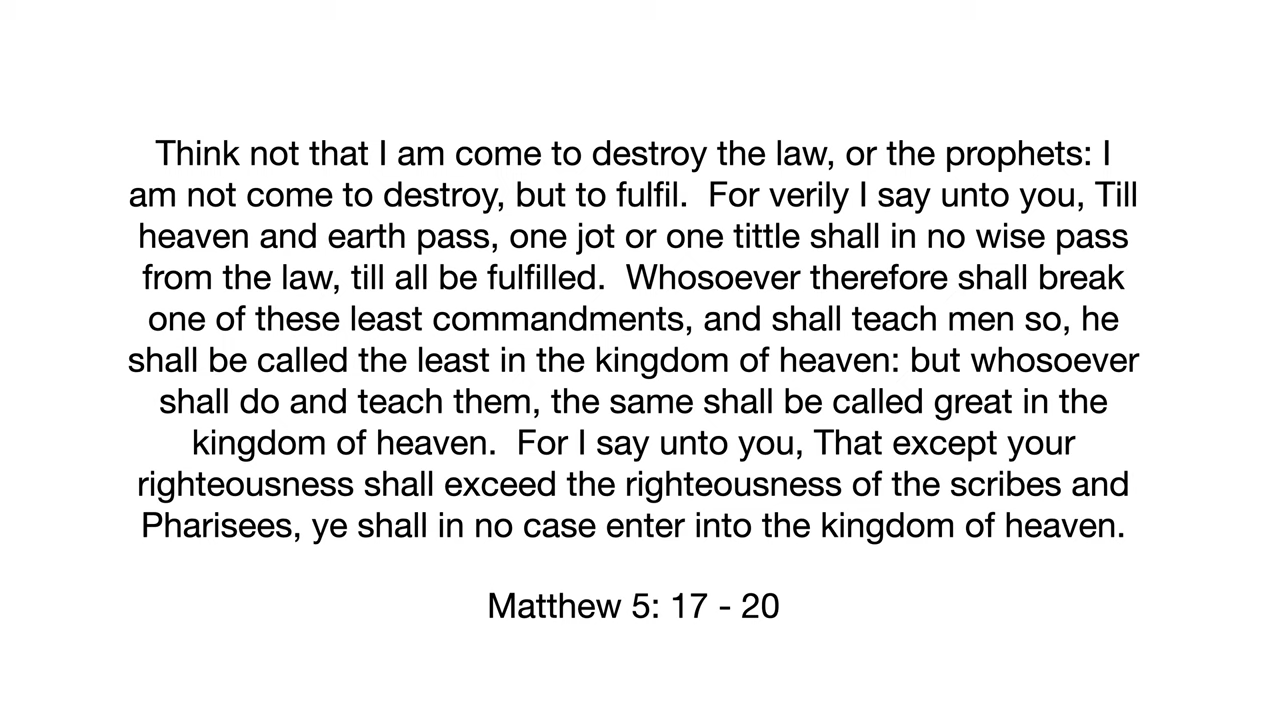 Think not that I am come to destroy the law, or the prophets: I
am not come to destroy, but to fulfil.  For verily I say unto you, Till
heaven and earth pass, one jot or one tittle shall in no wise pass
from the law, till all be fulfilled.  Whosoever therefore shall break
one of these least commandments, and shall teach men so, he
shall be called the least in the kingdom of heaven: but whosoever
shall do and teach them, the same shall be called great in the
kingdom of heaven.  For I say unto you, That except your
righteousness shall exceed the righteousness of the scribes and
Pharisees, ye shall in no case enter into the kingdom of heaven.
Matthew 5: 17 - 20